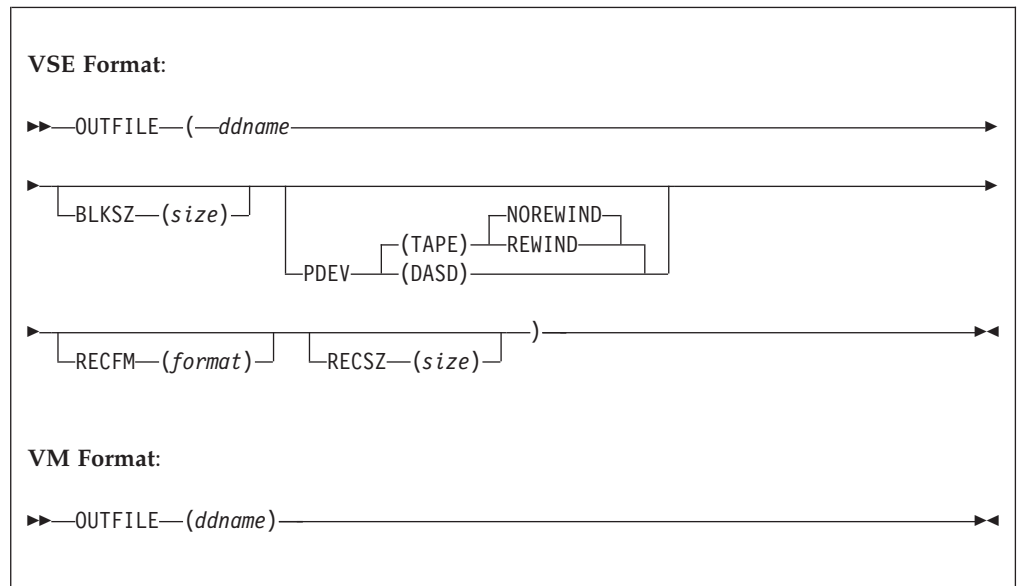 VSE Format:
OUTFILE ( ddname
BLKSZ (size)
NOREWIND
(TAPE) REWIND
PDEV (DASD)
)
RECFM (format) RECSZ (size)
VM Format:
OUTFILE (ddname)